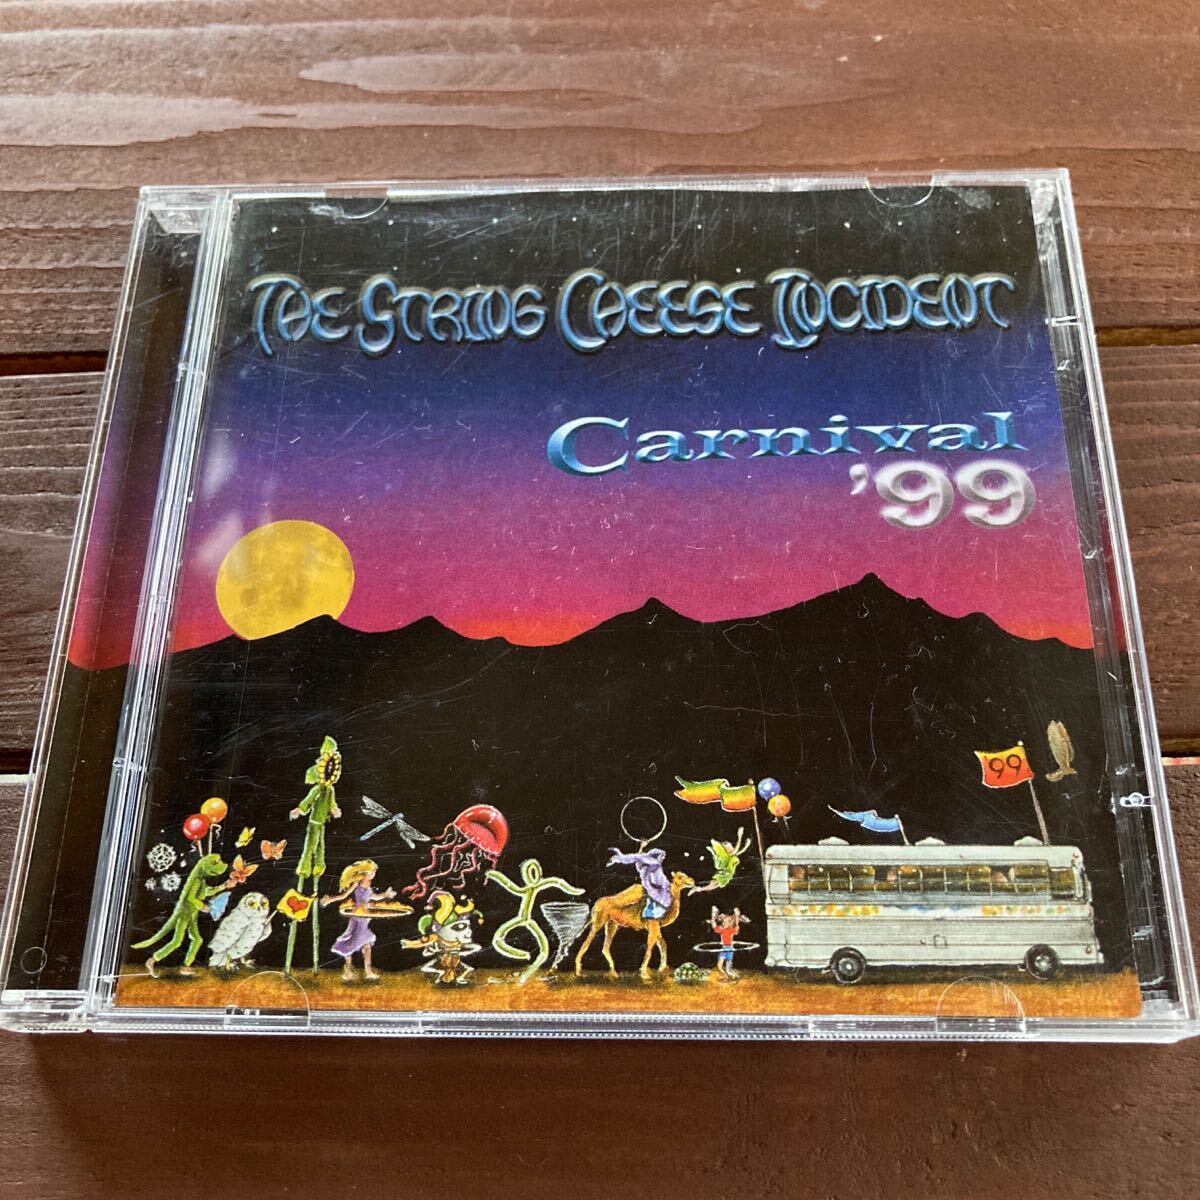 The String Cheese Incident
Carnival
'99
'99